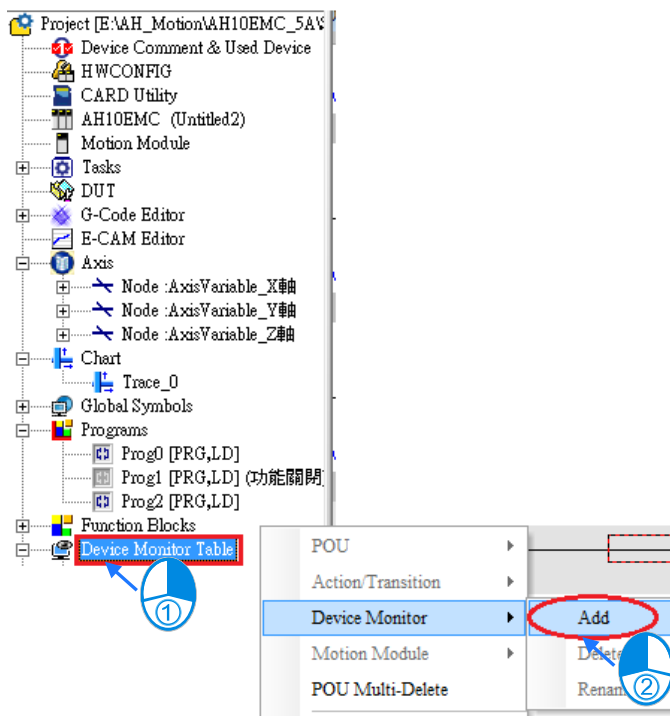 Project [E:\AH_Motion\AH10EMC_5A\
Device Comment & Used Device
HWCONFIG
CARD Utility
AH10EMC (Untitled2)
Motion Module
Tasks
DUT
G-Code Editor
E-CAM Editor
Axis
Node :AxisVariable_X軸
Node :AxisVariable_Y軸
Node :AxisVariable_Z軸
Chart
Trace_0
Global Symbols
Programs
Prog0 [PRG,LD]
Prog1 [PRG,LD] (功能關閉
Prog2 [PRG,LD]
Function Blocks
Device Monitor Table
①
POU
Action/Transition
Device Monitor
Motion Module
POU Multi-Delete
Add
Delete
Renam
②